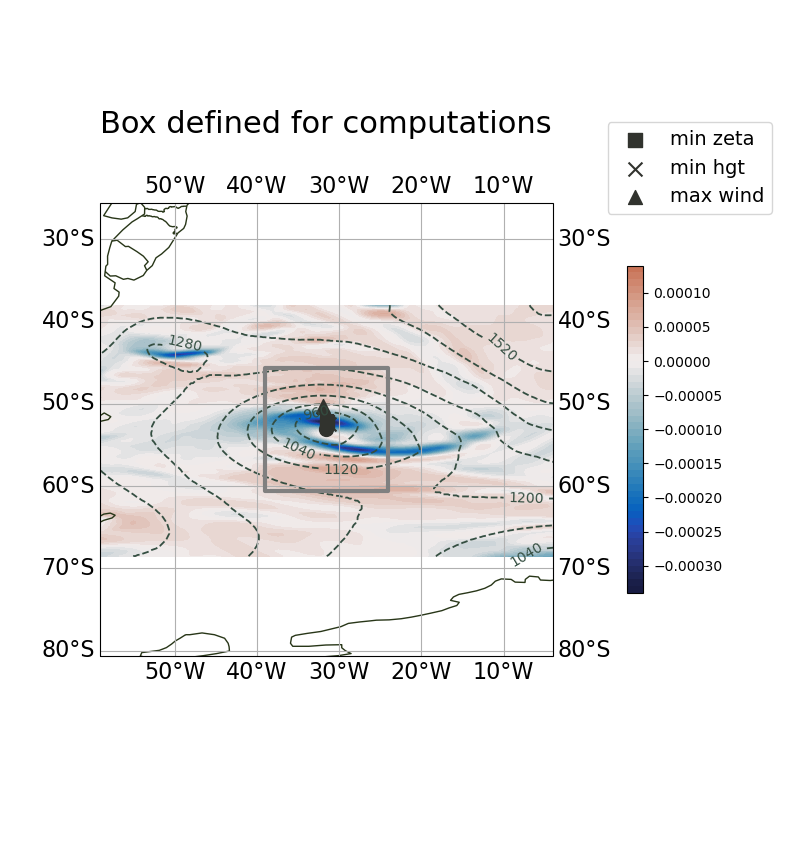 Box defined for computations
min zeta
min hgt
max wind
50°W 40°W 30°W 20°W 10°W
30°S 30°S
40°S 40°S
50°S 50°S
60°S 60°S
70°S 70°S
80°S 80°S
50°W 40°W 30°W 20°W 10°W
1280
1520
1040
1120
1200
1040
0.00010
0.00005
0.00000
−0.00005
−0.00010
−0.00015
−0.00020
−0.00025
−0.00030